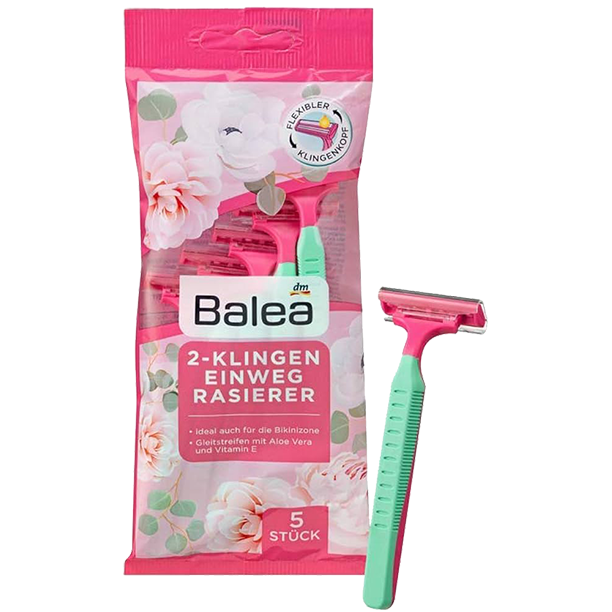 FLEXIBLER
KLINGENKOPF
dm
Balea
2-KLINGEN
EINWEG
RASIERER
• Ideal auch für die Bikinizone
• Gleitstreifen mit Aloe Vera
und Vitamin E
5
STÜCK